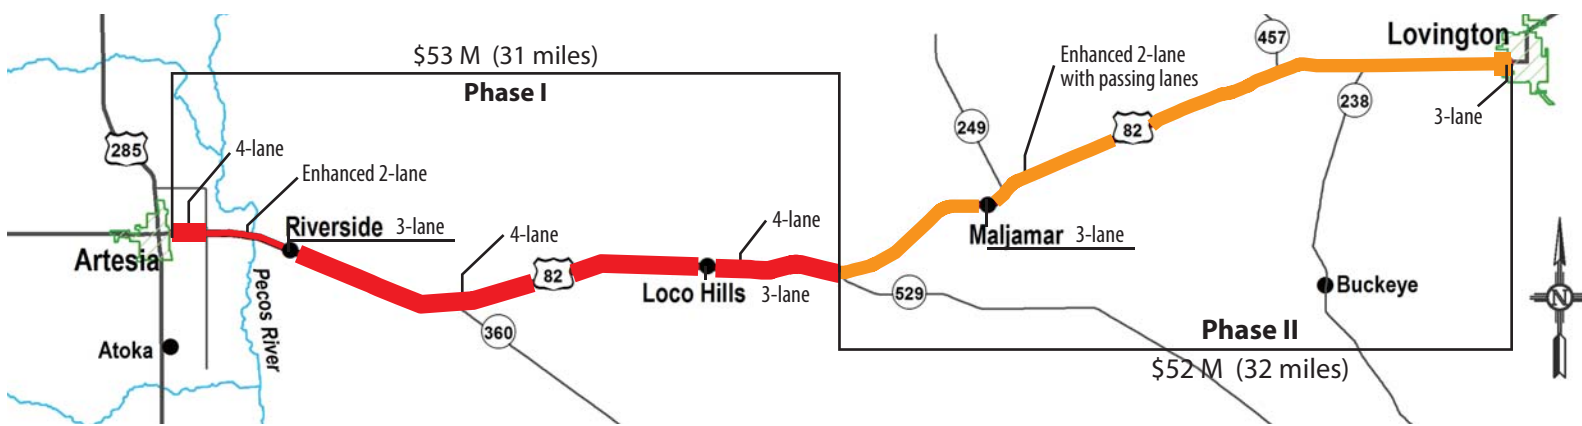 $53 M (31 miles)
Phase I
285
4-lane
Enhanced 2-lane
Artesia
Riverside 3-lane
Pecos River
Atoka
4-lane
82
360
Loco Hills
4-lane
3-lane
529
249
Maljamar 3-lane
Enhanced 2-lane
with passing lanes
82
457
Lovington
238
3-lane
Buckeye
Phase II
$52 M (32 miles)
N